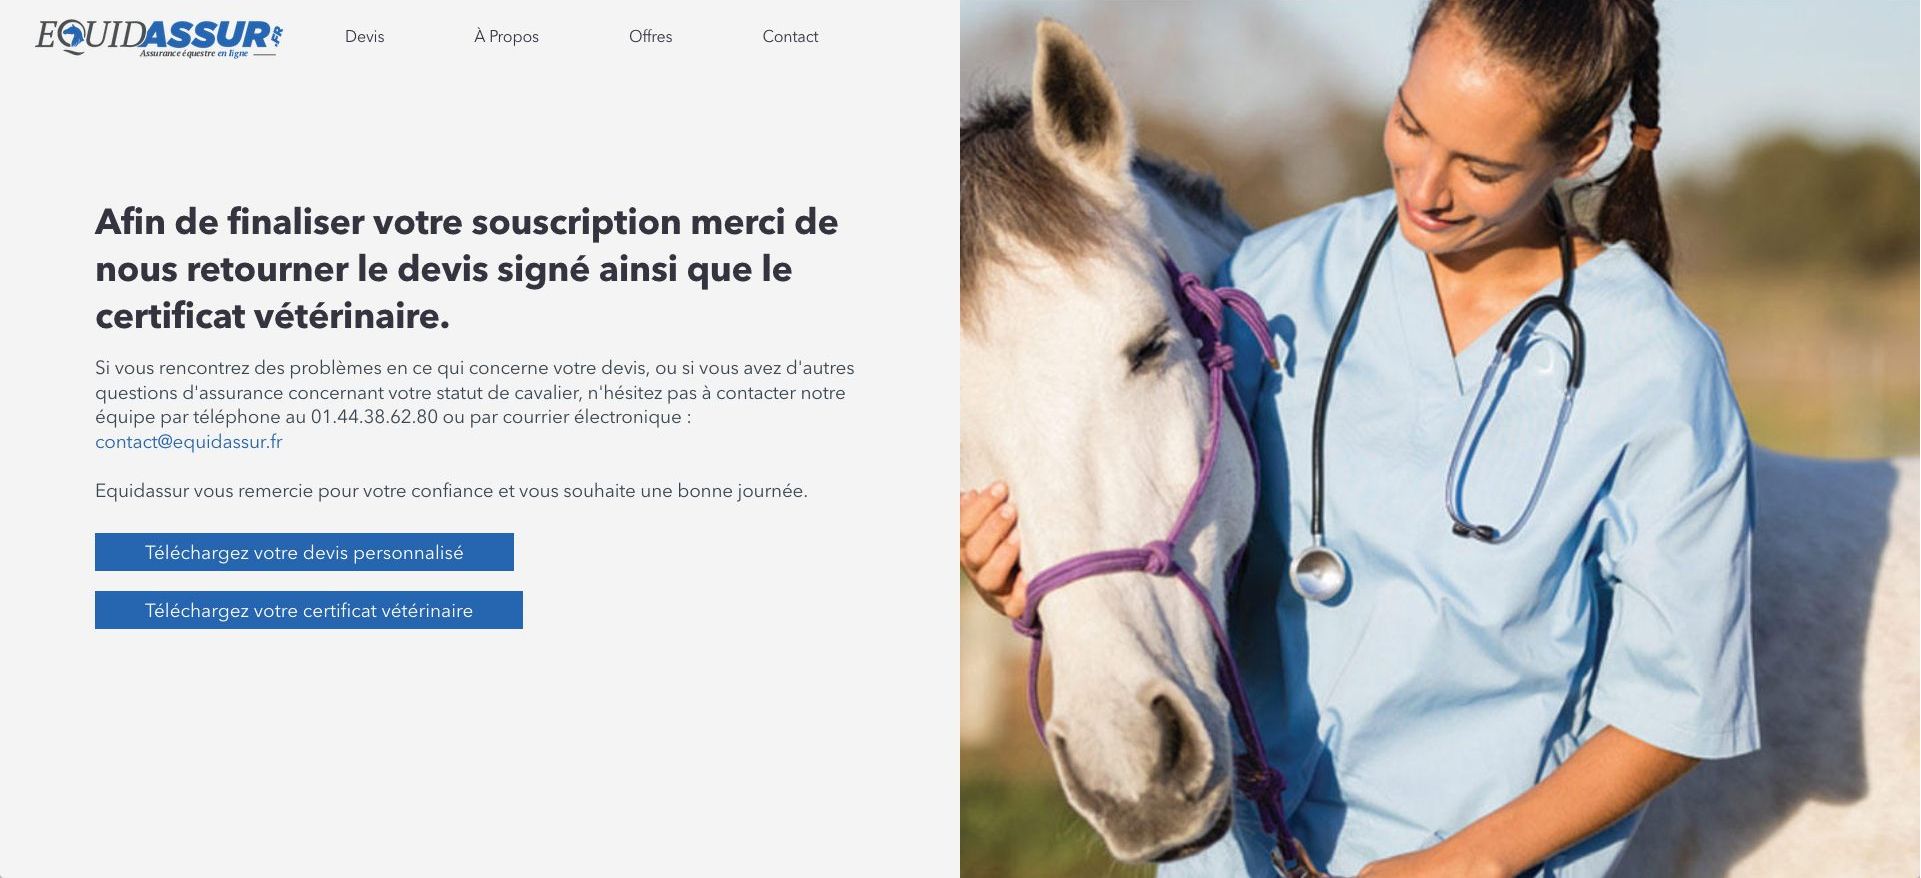 EQUIDASSUR.FR
Assurance équestre en ligne
Devis
À Propos
Offres
Contact
Afin de finaliser votre souscription merci de
nous retourner le devis signé ainsi que le
certificat vétérinaire.
Si vous rencontrez des problèmes en ce qui concerne votre devis, ou si vous avez d'autres
questions d'assurance concernant votre statut de cavalier, n'hésitez pas à contacter notre
équipe par téléphone au 01.44.38.62.80 ou par courrier électronique :
contact@equidassur.fr
Equidassur vous remercie pour votre confiance et vous souhaite une bonne journée.
Téléchargez votre devis personnalisé
Téléchargez votre certificat vétérinaire